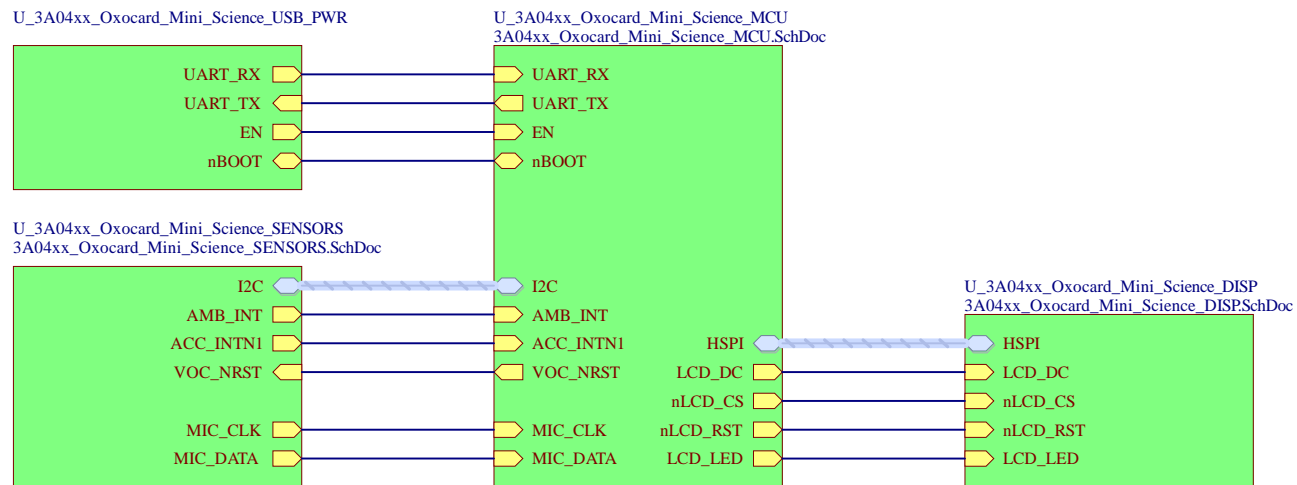 U_3A04xx_Oxocard_Mini_Science_USB_PWR
UART_RX
UART_TX
EN
nBOOT
U_3A04xx_Oxocard_Mini_Science_MCU
3A04xx_Oxocard_Mini_Science_MCU.SchDoc
UART_RX
UART_TX
EN
nBOOT
U_3A04xx_Oxocard_Mini_Science_SENSORS
3A04xx_Oxocard_Mini_Science_SENSORS.SchDoc
I2C
AMB_INT
ACC_INTN1
VOC_NRST
MIC_CLK
MIC_DATA
I2C
AMB_INT
ACC_INTN1
VOC_NRST
MIC_CLK
MIC_DATA
HSPI
LCD_DC
nLCD_CS
nLCD_RST
LCD_LED
U_3A04xx_Oxocard_Mini_Science_DISP
3A04xx_Oxocard_Mini_Science_DISP.SchDoc
HSPI
LCD_DC
nLCD_CS
nLCD_RST
LCD_LED